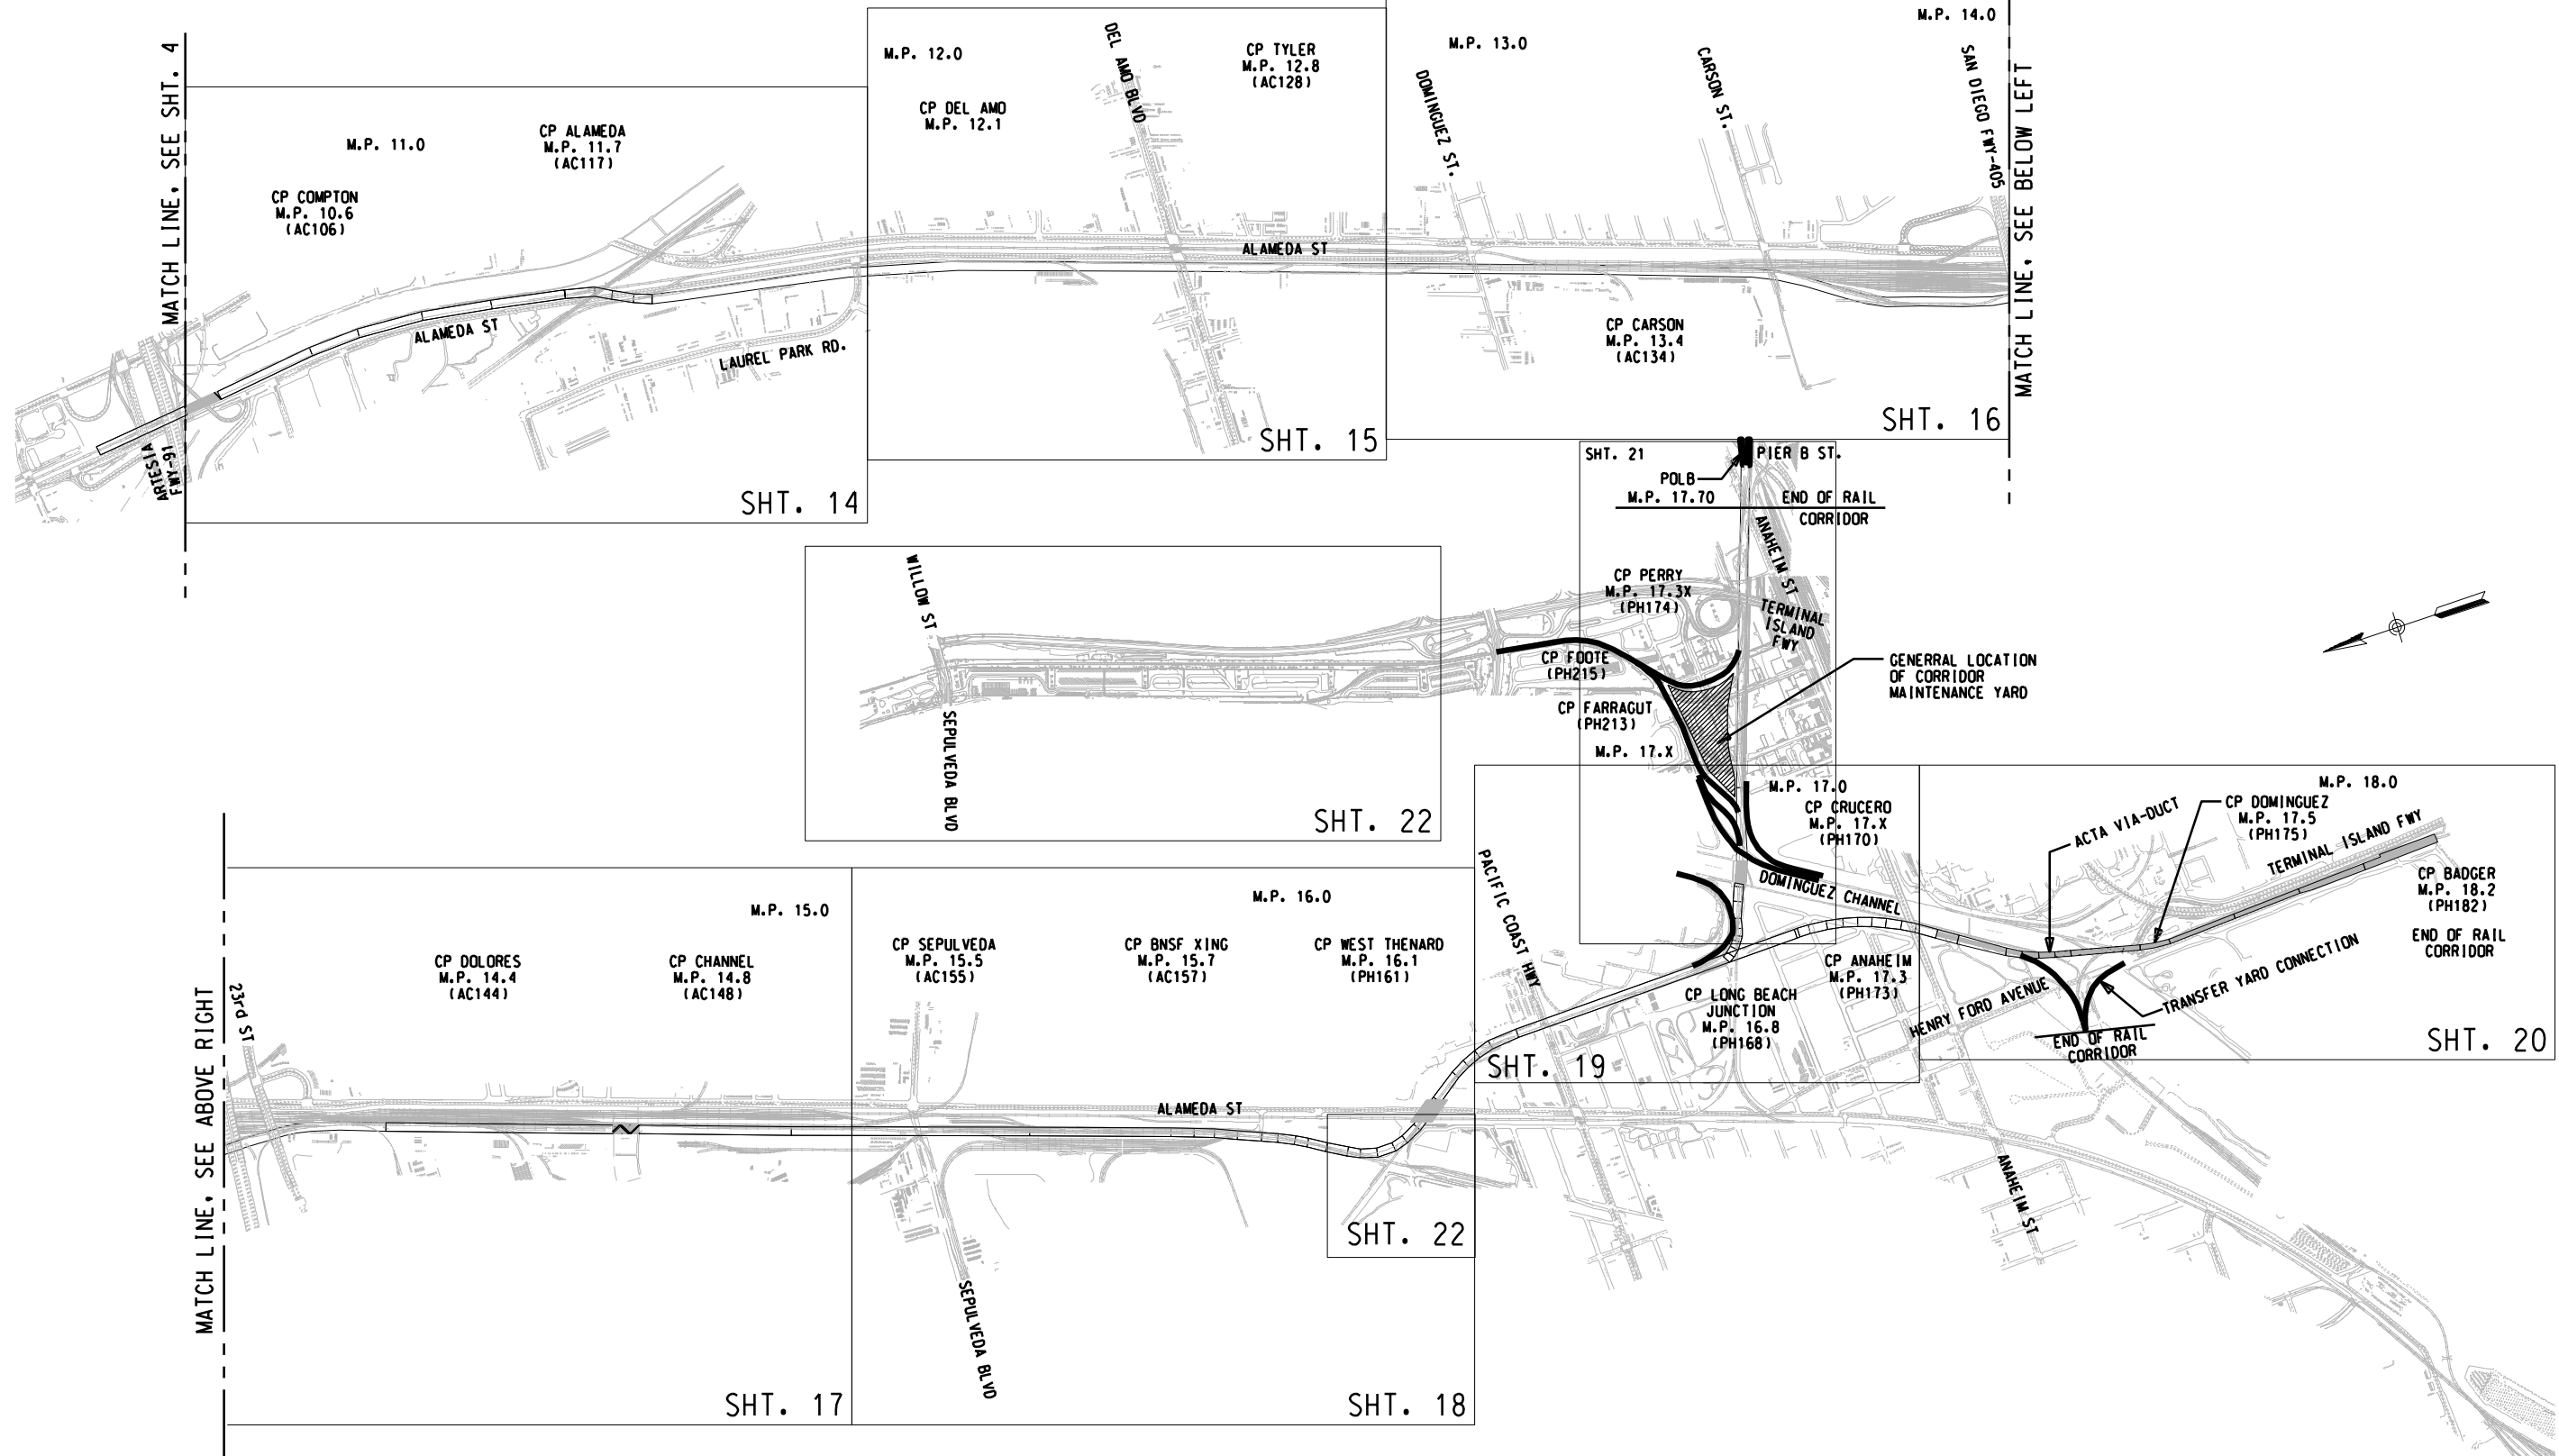 MATCH LINE, SEE SHT. 4
M.P. 11.0
CP ALAMEDA
M.P. 11.7
(AC117)
CP COMPTON
M.P. 10.6
(AC106)
ALAMEDA ST
LAUREL PARK RD.
ARTESIA
FWY-91
SHT. 14
M.P. 12.0
CP DEL AMO
M.P. 12.1
DEL AMO BLVD
CP TYLER
M.P. 12.8
(AC128)
ALAMEDA ST
SHT. 15
M.P. 13.0
M.P. 14.0
DOMINGUEZ ST.
CARSON ST.
SAN DIEGO FWY-405
CP CARSON
M.P. 13.4
(AC134)
SHT. 16
MATCH LINE, SEE BELOW LEFT
SHT. 21
PIER B ST.
POLB
M.P. 17.70
END OF RAIL
CORRIDOR
ANAHEIM ST
CP PERRY
M.P. 17.3X
(PH174)
TERMINAL
ISLAND
FWY
CP FOOTE
(PH215)
CP FARRAGUT
(PH213)
M.P. 17.X
GENERRAL LOCATION
OF CORRIDOR
MAINTENANCE YARD
WILLOW ST
SEPULVEDA BLVD
SHT. 22
M.P. 17.0
CP CRUCERO
M.P. 17.X
(PH170)
PACIFIC COAST HWY
DOMINGUEZ CHANNEL
CP ANAHEIM
M.P. 17.3
(PH173)
CP LONG BEACH
JUNCTION
M.P. 16.8
(PH168)
SHT. 19
M.P. 18.0
CP DOMINGUEZ
M.P. 17.5
(PH175)
ACTA VIA-DUCT
TERMINAL ISLAND FWY
CP BADGER
M.P. 18.2
(PH182)
END OF RAIL
CORRIDOR
TRANSFER YARD CONNECTION
HENRY FORD AVENUE
END OF RAIL
CORRIDOR
SHT. 20
ANAHEIM ST
MATCH LINE, SEE ABOVE RIGHT
23rd ST
M.P. 15.0
CP DOLORES
M.P. 14.4
(AC144)
CP CHANNEL
M.P. 14.8
(AC148)
SHT. 17
M.P. 16.0
CP SEPULVEDA
M.P. 15.5
(AC155)
CP BNSF XING
M.P. 15.7
(AC157)
CP WEST THENARD
M.P. 16.1
(PH161)
ALAMEDA ST
SEPULVEDA BLVD
SHT. 22
SHT. 18